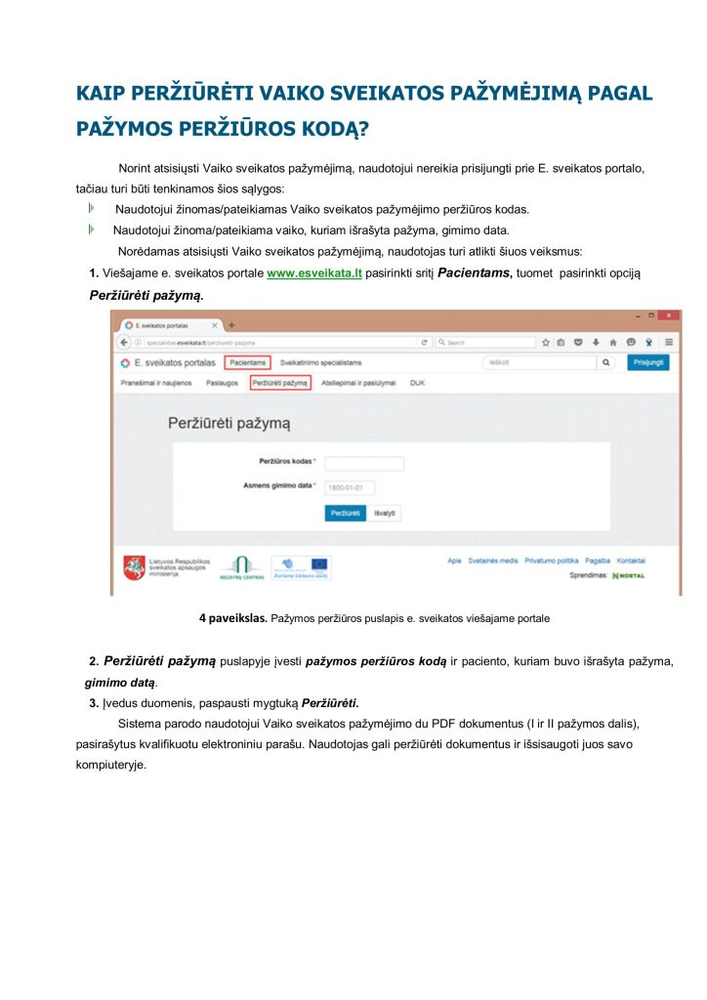 KAIP PERŽIŪRĖTI VAIKO SVEIKATOS PAŽYMĖJIMĄ PAGAL
PAŽYMOS PERŽIŪROS KODĄ?
Norint atsisiųsti Vaiko sveikatos pažymėjimą, naudotojui nereikia prisijungti prie E. sveikatos portalo,
tačiau turi būti tenkinamos šios sąlygos:
Naudotojui žinomas/pateikiamas Vaiko sveikatos pažymėjimo peržiūros kodas.
Naudotojui žinoma/pateikiama vaiko, kuriam išrašyta pažyma, gimimo data.
Norėdamas atsisiųsti Vaiko sveikatos pažymėjimą, naudotojas turi atlikti šiuos veiksmus:
1. Viešajame e. sveikatos portale www.esveikata.lt pasirinkti sritį Pacientams, tuomet pasirinkti opciją
Peržiūrėti pažymą.
E. sveikatos portalas
specialistas.esveikata.lt/perziureti-pazyma
Search
E. sveikatos portalas Pacientams Sveikatinimo specialistams Ieškoti Prisijungti
Pranešimai ir naujienos Paslaugos Peržiūrėti pažymą Atsiliepimai ir pasiūlymai DUK
Peržiūrėti pažymą
Peržiūros kodas *
Asmens gimimo data * 1800-01-01
Peržiūrėti Išvalyti
Lietuvos Respublikos
sveikatos apsaugos
ministerija
REGISTRŲ CENTRAS
Kuriame Lietuvos ateitį
Apie Svetainės medis Privatumo politika Pagalba Kontaktai
Sprendimas: NORTAL
4 paveikslas. Pažymos peržiūros puslapis e. sveikatos viešajame portale
2. Peržiūrėti pažymą puslapyje įvesti pažymos peržiūros kodą ir paciento, kuriam buvo išrašyta pažyma,
gimimo datą.
3. Įvedus duomenis, paspausti mygtuką Peržiūrėti.
Sistema parodo naudotojui Vaiko sveikatos pažymėjimo du PDF dokumentus (I ir II pažymos dalis),
pasirašytus kvalifikuotu elektroniniu parašu. Naudotojas gali peržiūrėti dokumentus ir išsisaugoti juos savo
kompiuteryje.